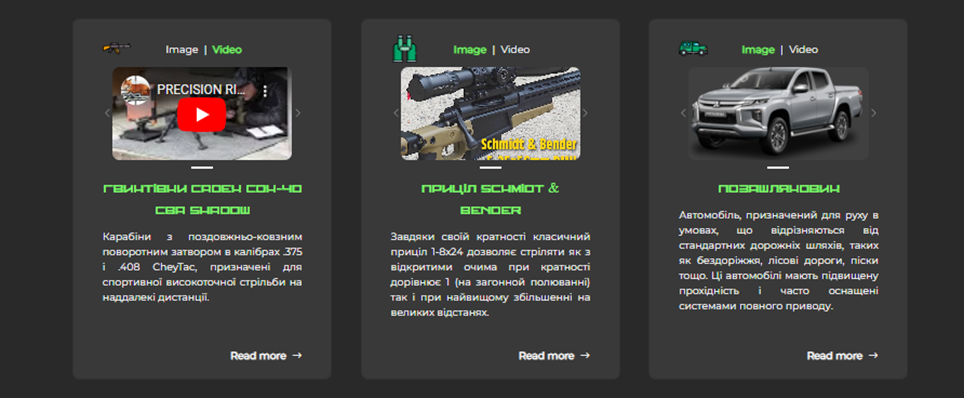 Image | Video
PRECISION RI...
ГВИНТІВКИ CADEX CDX-40
CBA SHADOW
Карабіни з поздовжньо-ковзним
поворотним затвором в калібрах .375
і .408 CheyTac, призначені для
спортивної високоточної стрільби на
наддалекі дистанції.
Read more →
Image | Video
Schmidt & Bender
ПРИЦІЛ SCHMIDT &
BENDER
Завдяки своїй кратності класичний
приціл 1-8x24 дозволяє стріляти як з
відкритими очима при кратності
дорівнює 1 (на загонной полюванні)
так і при найвищому збільшенні на
великих відстанях.
Read more →
Image | Video
ПОЗАШЛЯХОВИК
Автомобіль, призначений для руху в
умовах, що відрізняються від
стандартних дорожніх шляхів, таких
як бездоріжжя, лісові дороги, піски
тощо. Ці автомобілі мають підвищену
прохідність і часто оснащені
системами повного приводу.
Read more →